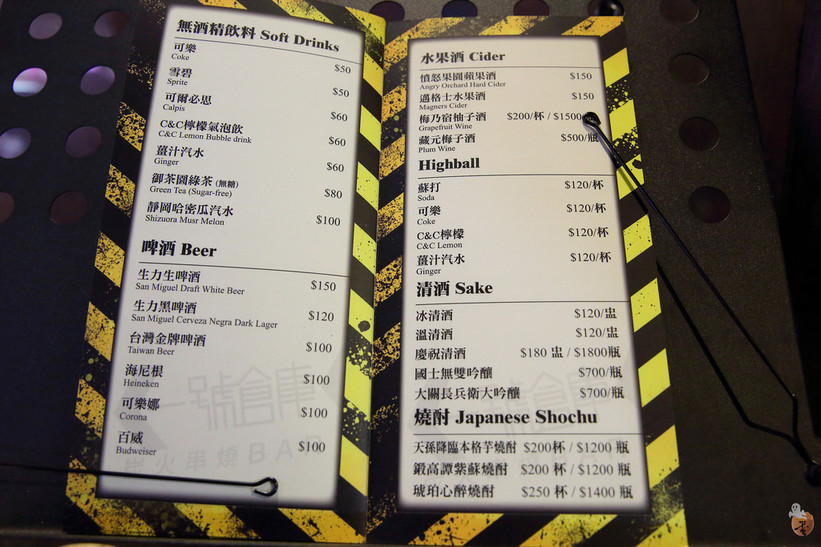 無酒精飲料 Soft Drinks
可樂 $50
Coke
雪碧 $50
Sprite
可爾必思 $60
Calpis
C&C檸檬氣泡飲 $60
C&C Lemon Bubble drink
薑汁汽水 $60
Ginger
御茶園綠茶 (無糖) $80
Green Tea (Sugar-free)
靜岡哈密瓜汽水 $100
Shizuora Musr Melon
啤酒 Beer
生力生啤酒 $150
San Miguel Draft White Beer
生力黑啤酒 $120
San Miguel Cerveza Negra Dark Lager
台灣金牌啤酒 $100
Taiwan Beer
海尼根 $100
Heineken
可樂娜 $100
Corona
百威 $100
Budweiser
一號倉庫
炭火串燒BAR
水果酒 Cider
憤怒果園蘋果酒 $150
Angry Orchard Hard Cider
邁格士水果酒 $150
Magners Cider
梅乃宿柚子酒 $200/杯 / $1500
Grapefruit Wine
藏元梅子酒 $500/瓶
Plum Wine
Highball
蘇打 $120/杯
Soda
可樂 $120/杯
Coke
C&C檸檬 $120/杯
C&C Lemon
薑汁汽水 $120/杯
Ginger
清酒 Sake
冰清酒 $120/盅
溫清酒 $120/盅
慶祝清酒 $180 盅 / $1800瓶
國士無雙吟釀 $700/瓶
大關長兵衛大吟釀 $700/瓶
燒酎 Japanese Shochu
天孫降臨本格芋燒酎 $200杯 / $1200 瓶
鍛高譚紫蘇燒酎 $200 杯 / $1200 瓶
琥珀心醉燒酎 $250 杯 / $1400 瓶